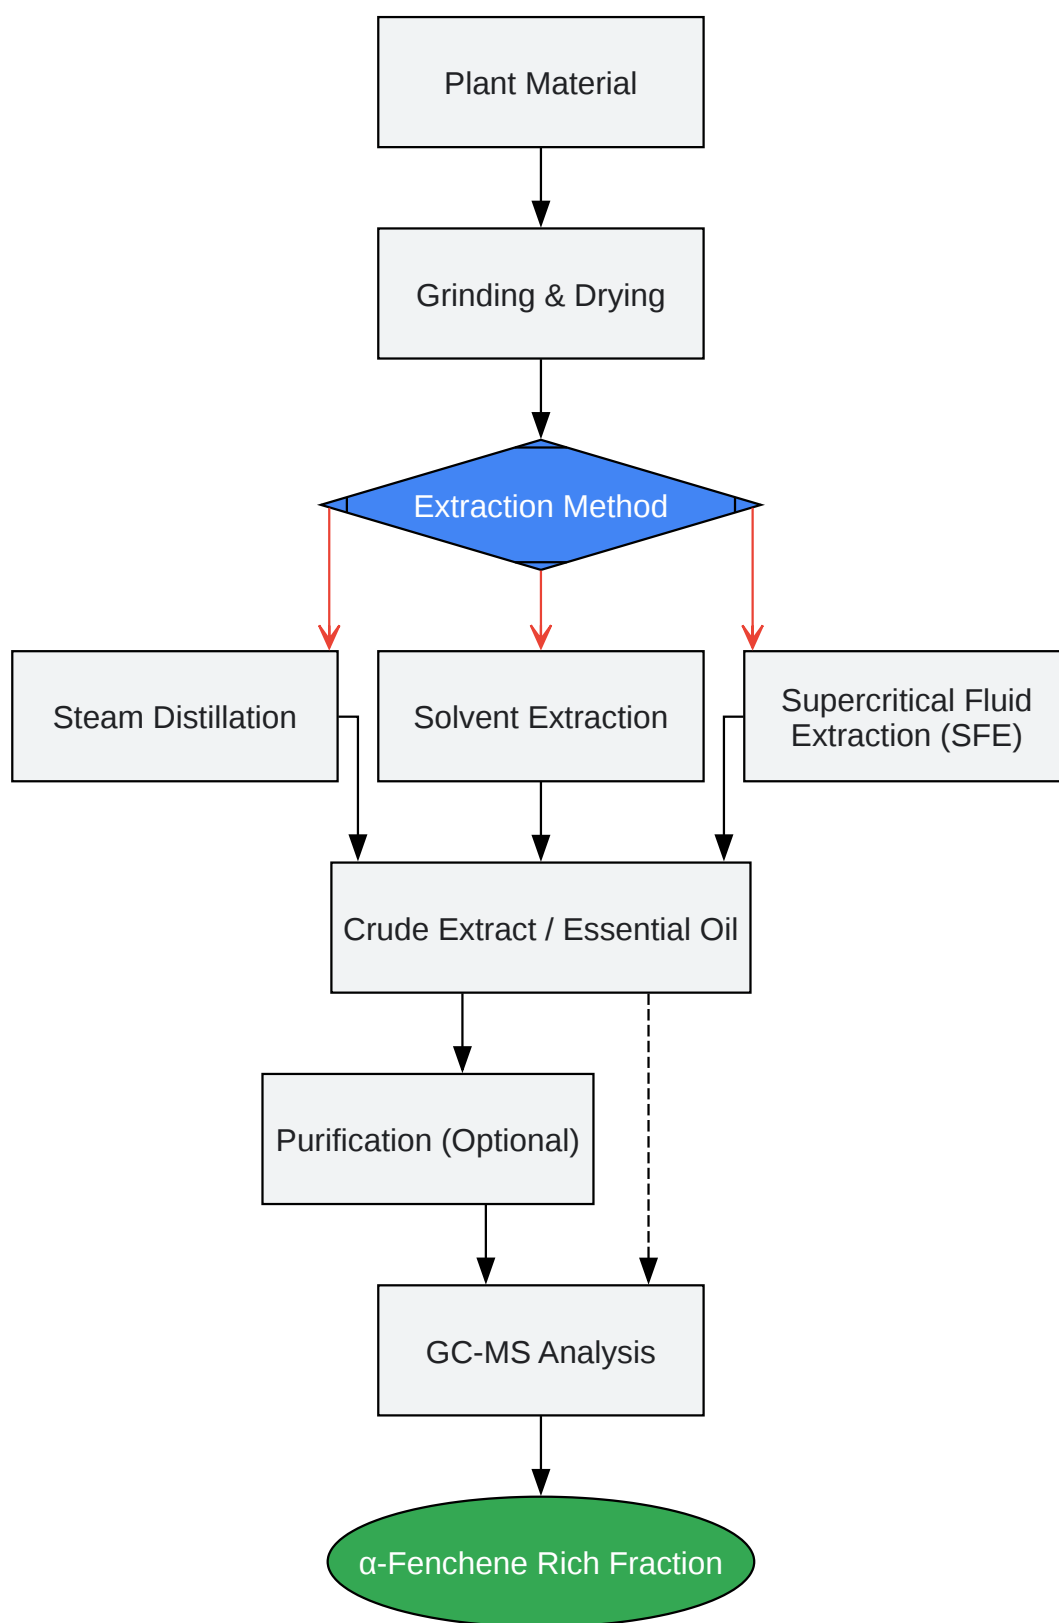 Plant Material
Grinding & Drying
Extraction Method
Steam Distillation
Solvent Extraction
Supercritical Fluid
Extraction (SFE)
Crude Extract / Essential Oil
Purification (Optional)
GC-MS Analysis
α-Fenchene Rich Fraction